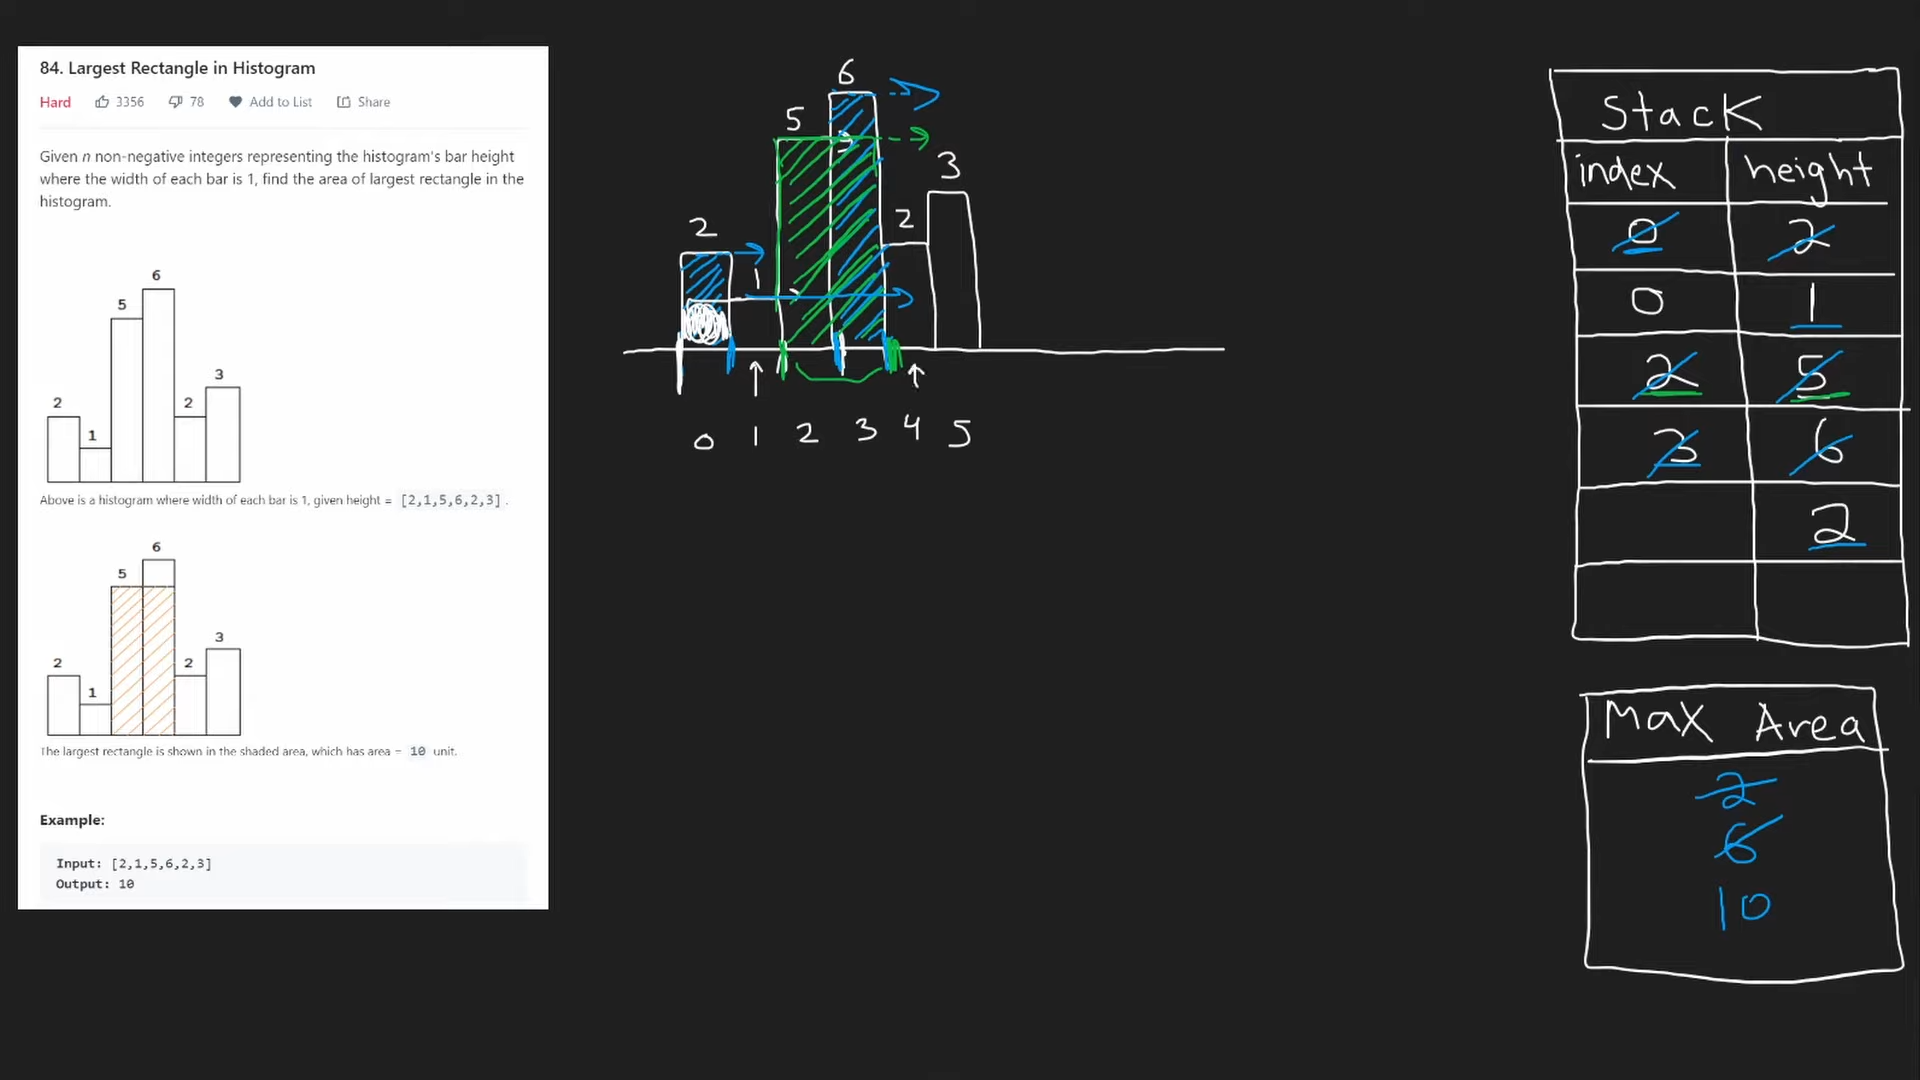 84. Largest Rectangle in Histogram
Hard 3356 78 Add to List Share
Given n non-negative integers representing the histogram's bar height
where the width of each bar is 1, find the area of largest rectangle in the
histogram.
6
5
3
2
2
1
Above is a histogram where width of each bar is 1, given height = [2,1,5,6,2,3] .
6
5
3
2
2
1
The largest rectangle is shown in the shaded area, which has area = 10 unit.
Example:
Input: [2,1,5,6,2,3]
Output: 10
6
5
3
2
2
1
0 1 2 3 4 5
Stack
index height
0 2
0 1
2 5
3 6
2
Max Area
2
6
10